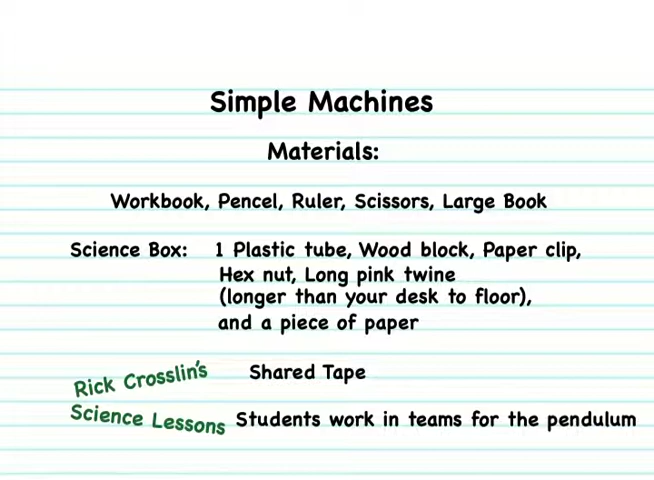 Simple Machines
Materials:
Workbook, Pencel, Ruler, Scissors, Large Book
Science Box: 1 Plastic tube, Wood block, Paper clip,
Hex nut, Long pink twine
(longer than your desk to floor),
and a piece of paper
Rick Crosslin's
Shared Tape
Science Lessons
Students work in teams for the pendulum